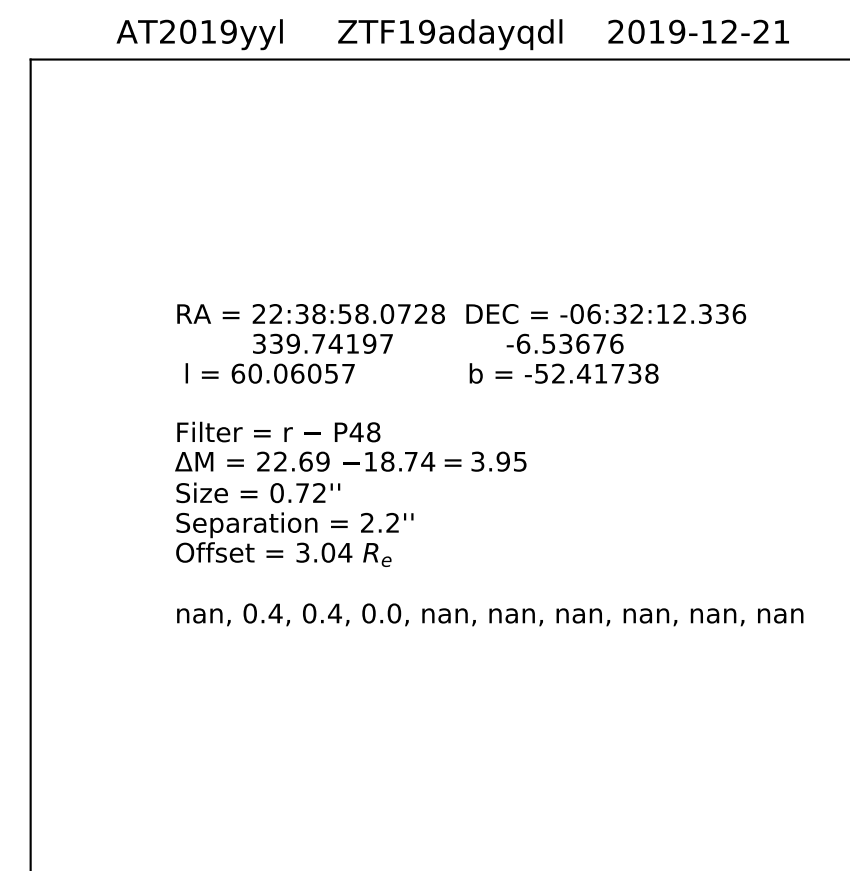 AT2019yyl ZTF19adayqdl 2019-12-21
RA = 22:38:58.0728 DEC = -06:32:12.336
339.74197 -6.53676
l = 60.06057 b = -52.41738
Filter = r − P48
ΔM = 22.69 −18.74 = 3.95
Size = 0.72''
Separation = 2.2''
Offset = 3.04 Re
nan, 0.4, 0.4, 0.0, nan, nan, nan, nan, nan, nan